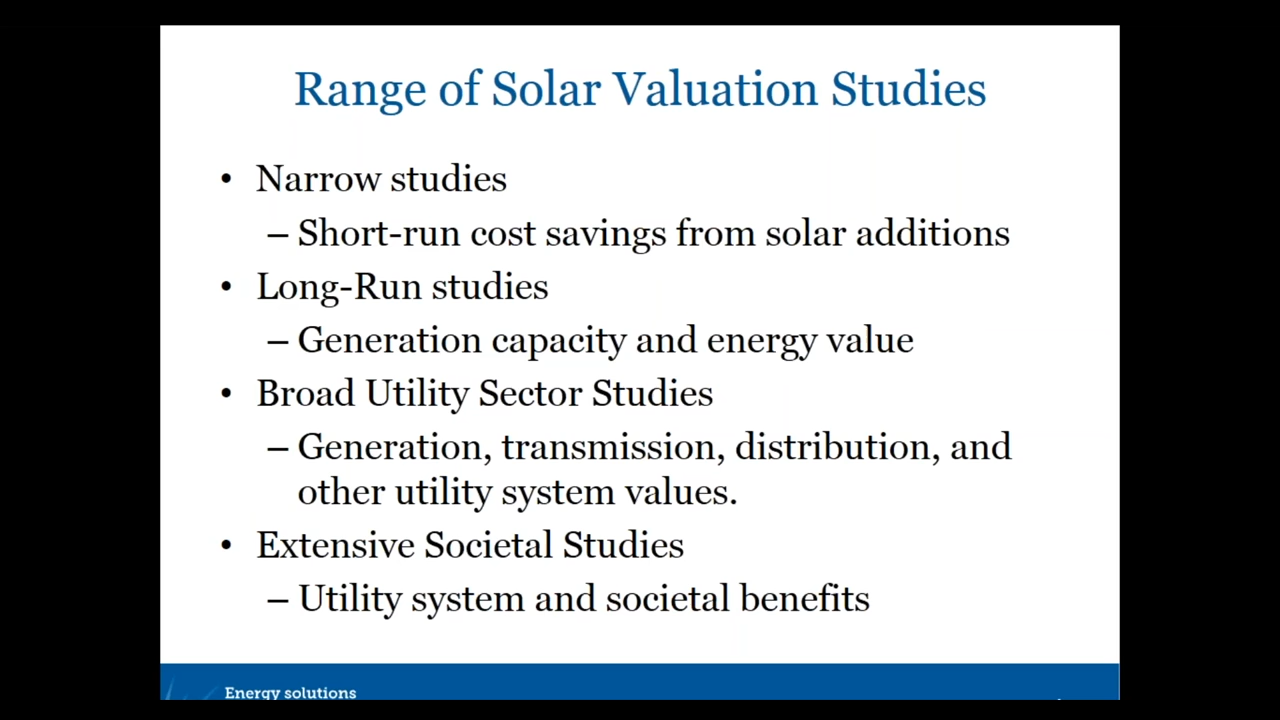 Range of Solar Valuation Studies
• Narrow studies
– Short-run cost savings from solar additions
• Long-Run studies
– Generation capacity and energy value
• Broad Utility Sector Studies
– Generation, transmission, distribution, and
other utility system values.
• Extensive Societal Studies
– Utility system and societal benefits
Energy solutions